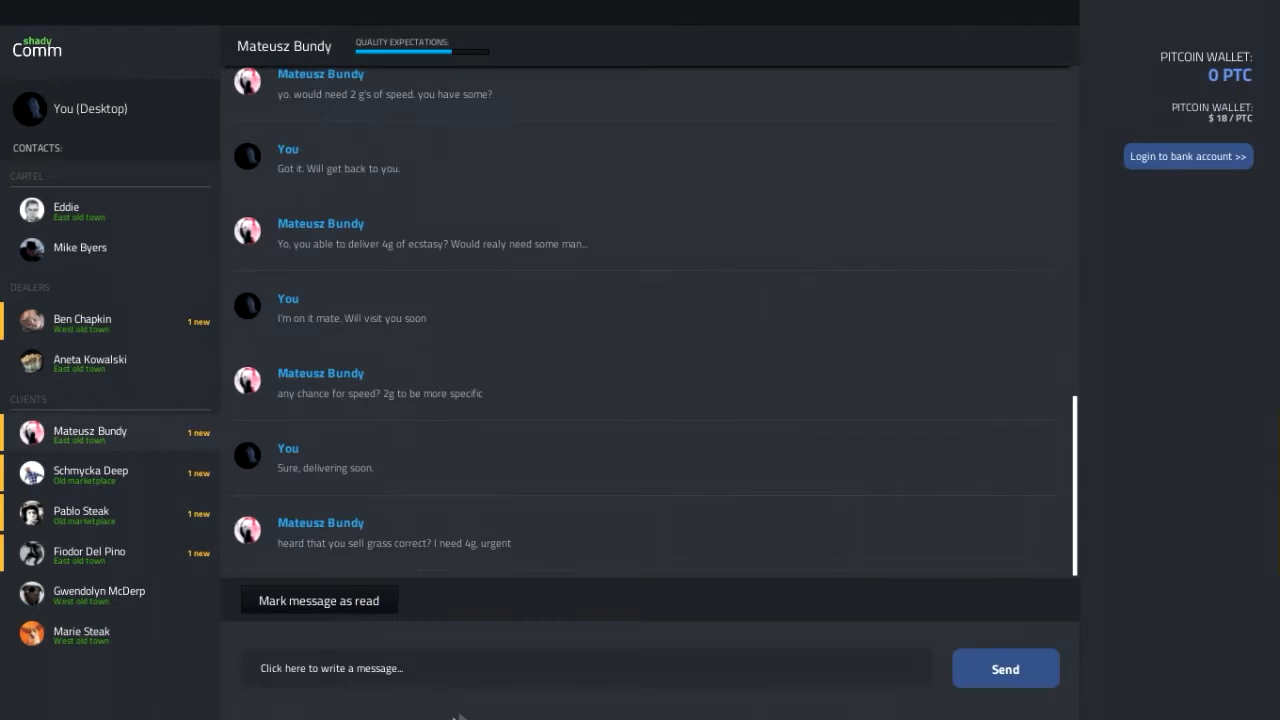 shady
Comm
You (Desktop)
CONTACTS:
CARTEL
Eddie
East old town
Mike Byers
DEALERS
Ben Chapkin
West old town
1 new
Aneta Kowalski
East old town
CLIENTS
Mateusz Bundy
East old town
1 new
Schmycka Deep
Old marketplace
1 new
Pablo Steak
Old marketplace
1 new
Fiodor Del Pino
East old town
1 new
Gwendolyn McDerp
West old town
Marie Steak
West old town
Mateusz Bundy
QUALITY EXPECTATIONS:
Mateusz Bundy
yo. would need 2 g's of speed. you have some?
You
Got it. Will get back to you.
Mateusz Bundy
Yo, you able to deliver 4g of ecstasy? Would realy need some man...
You
I'm on it mate. Will visit you soon
Mateusz Bundy
any chance for speed? 2g to be more specific
You
Sure, delivering soon.
Mateusz Bundy
heard that you sell grass correct? I need 4g, urgent
Mark message as read
Click here to write a message...
Send
PITCOIN WALLET:
0 PTC
PITCOIN WALLET:
$ 18 / PTC
Login to bank account >>